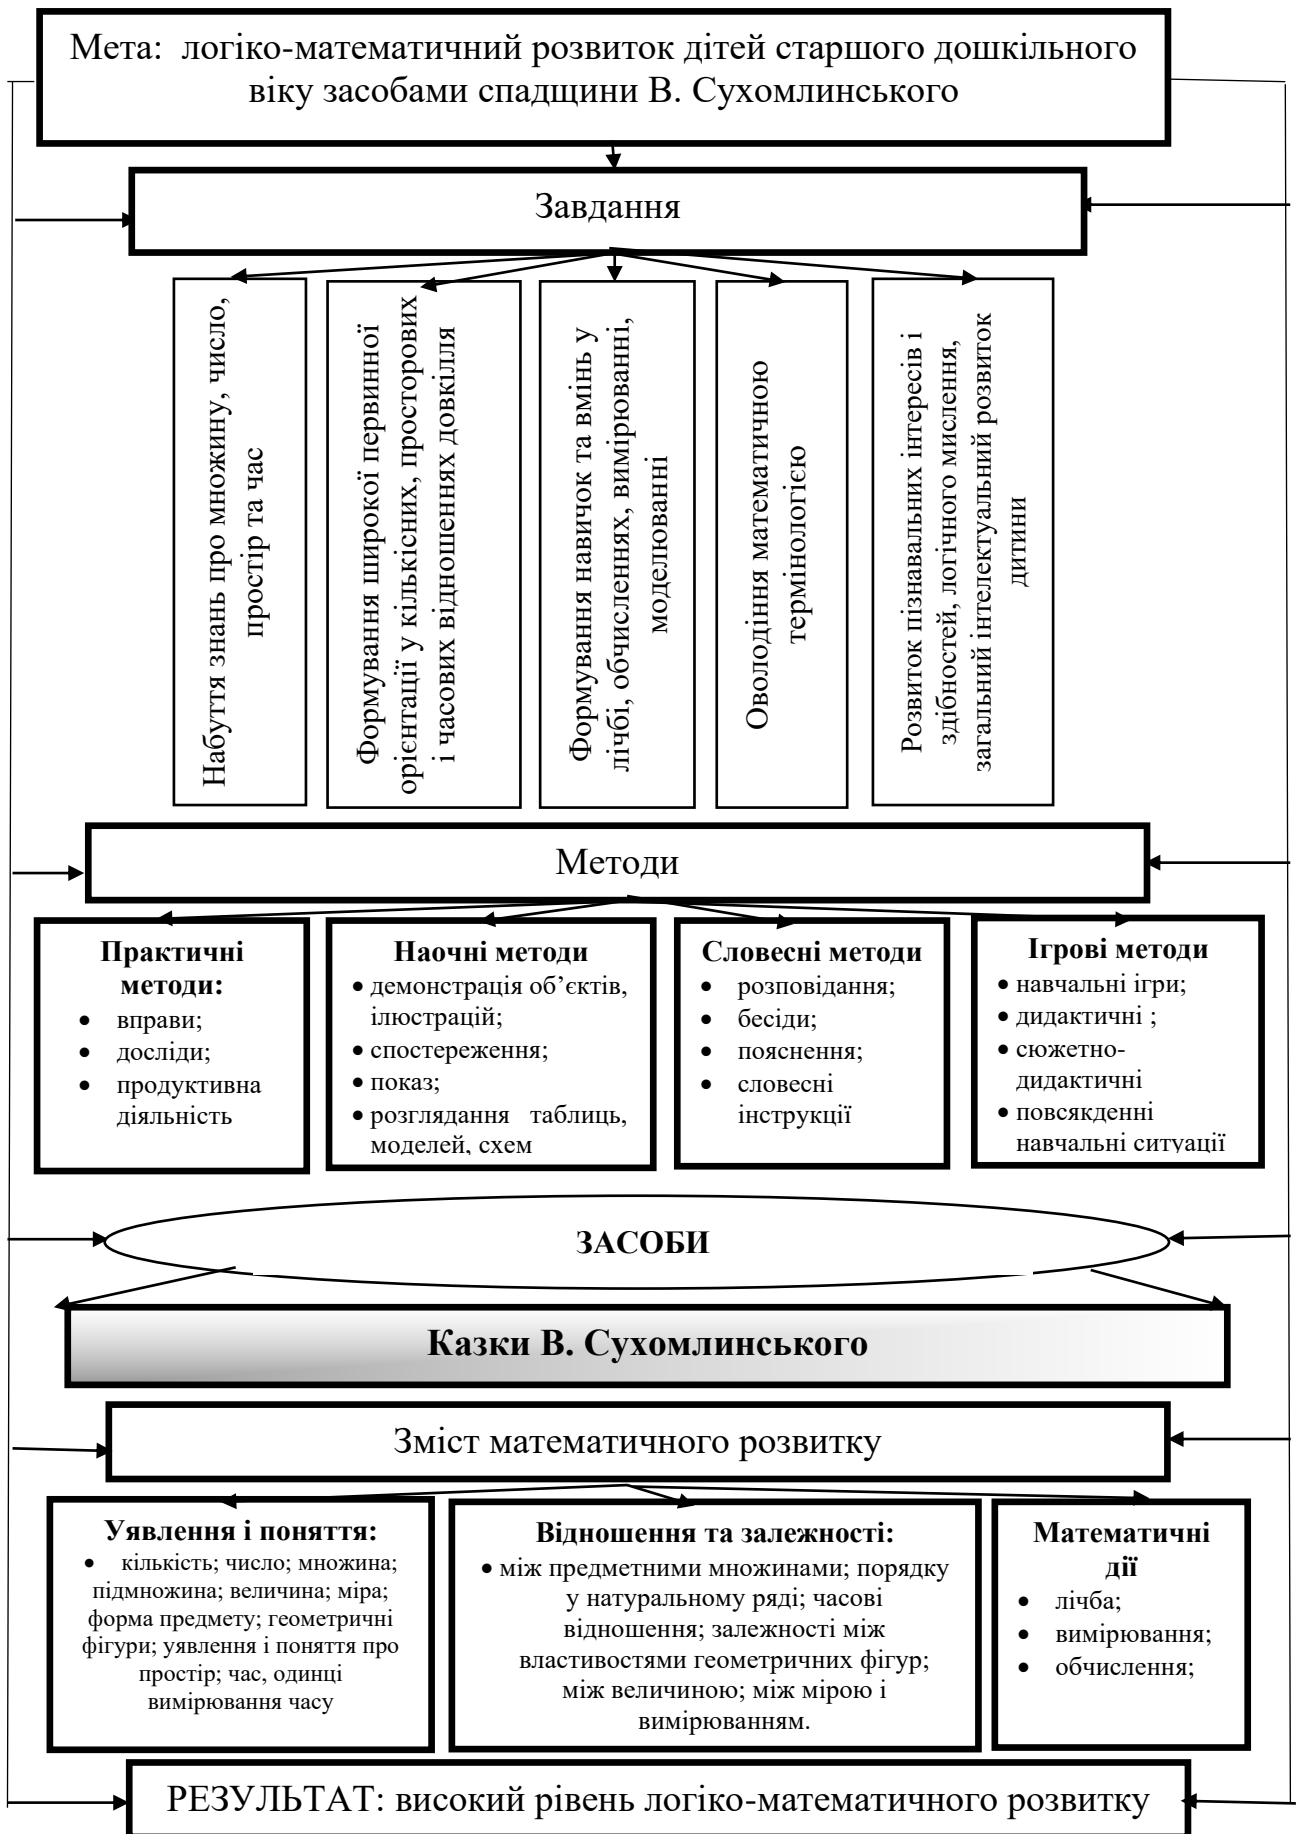 Мета:  логіко-математичний розвиток дітей старшого дошкільного
віку засобами спадщини В. Сухомлинського
Завдання
Набуття знань про множину, число,
простір та час
Формування широкої первинної
орієнтації у кількісних, просторових
і часових відношеннях довкілля
Формування навичок та вмінь у
лічбі, обчисленнях, вимірюванні,
моделюванні
Оволодіння математичною
термінологією
Розвиток пізнавальних інтересів і
здібностей, логічного мислення,
загальний інтелектуальний розвиток
дитини
Методи
Практичні
методи:
• вправи;
• досліди;
• продуктивна
діяльність
Наочні методи
• демонстрація об’єктів,
ілюстрацій;
• спостереження;
• показ;
• розглядання таблиць,
моделей, схем
Словесні методи
• розповідання;
• бесіди;
• пояснення;
• словесні
інструкції
Ігрові методи
• навчальні ігри;
• дидактичні ;
• сюжетно-
дидактичні
• повсякденні
навчальні ситуації
ЗАСОБИ
Казки В. Сухомлинського
Зміст математичного розвитку
Уявлення і поняття:
• кількість; число; множина;
підмножина; величина; міра;
форма предмету; геометричні
фігури; уявлення і поняття про
простір; час, одинці
вимірювання часу
Відношення та залежності:
• між предметними множинами; порядку
у натуральному ряді; часові
відношення; залежності між
властивостями геометричних фігур;
між величиною; між мірою і
вимірюванням.
Математичні
дії
• лічба;
• вимірювання;
• обчислення;
РЕЗУЛЬТАТ: високий рівень логіко-математичного розвитку